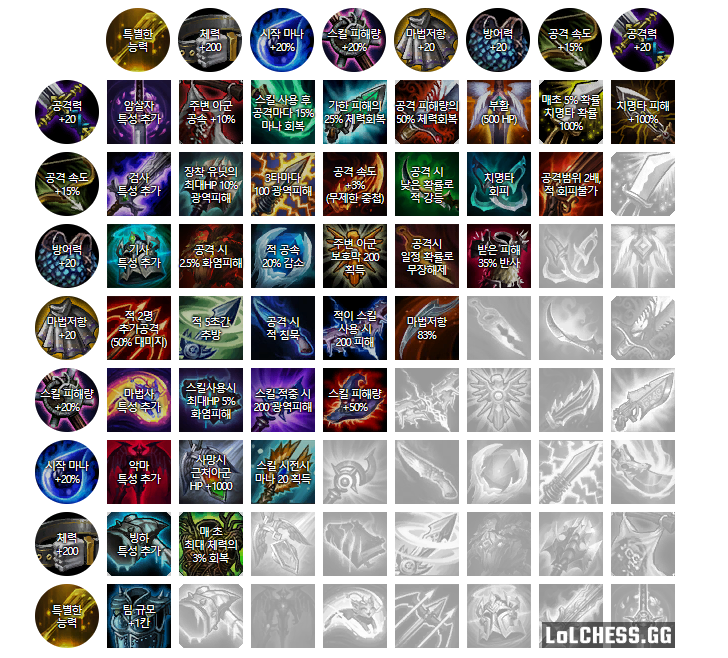 특별한
능력
체력
+200
시작 마나
+20%
스킬 피해량
+20%
마법저항
+20
방어력
+20
공격 속도
+15%
공격력
+20
공격력
+20
암살자
특성 추가
주변 아군
공속 +10%
스킬 사용 후
공격마다 15%
마나 회복
가한 피해의
25% 체력회복
공격 피해량의
50% 체력회복
부활
(500 HP)
매초 5% 확률
치명타 확률
100%
치명타 피해
+100%
공격 속도
+15%
검사
특성 추가
장착 유닛의
최대HP 10%
광역피해
3타마다
100 광역피해
공격 속도
+3%
(무제한 중첩)
공격 시
낮은 확률로
적 강등
치명타
회피
공격범위 2배,
적 회피불가
방어력
+20
기사
특성 추가
공격 시
2.5% 화염피해
적 공속
20% 감소
주변 아군
보호막 200
획득
공격시
일정 확률로
무장해제
받은 피해
35% 반사
마법저항
+20
적 2명
추가공격
(50% 대미지)
적 5초간
추방
공격 시
적 침묵
적이 스킬
사용 시
200 피해
마법저항
83%
스킬 피해량
+20%
마법사
특성 추가
스킬사용시
최대HP 5%
화염피해
스킬 적중 시
200 광역피해
스킬 피해량
+50%
시작 마나
+20%
악마
특성 추가
사망시
근처아군
HP +1000
스킬 시전시
마나 20 획득
체력
+200
빙하
특성 추가
매 초
최대 체력의
3% 회복
특별한
능력
팀 규모
+1칸
LoLCHESS.GG